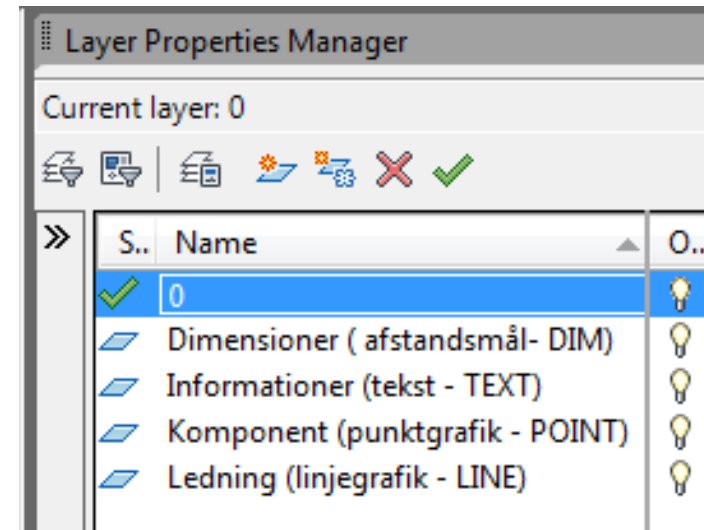 Layer Properties Manager
Current layer: 0
S.. Name O..
0
Dimensioner ( afstandsmål- DIM)
Informationer (tekst - TEXT)
Komponent (punktgrafik - POINT)
Ledning (linjegrafik - LINE)